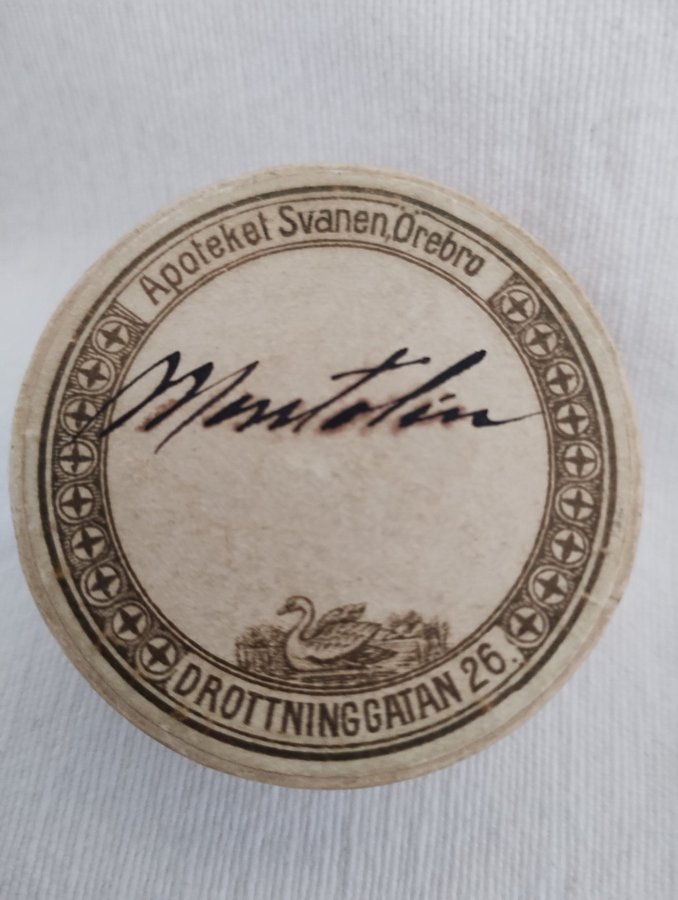 Apoteket Svanen, Örebro
Mentolin
DROTTNINGGATAN 26.